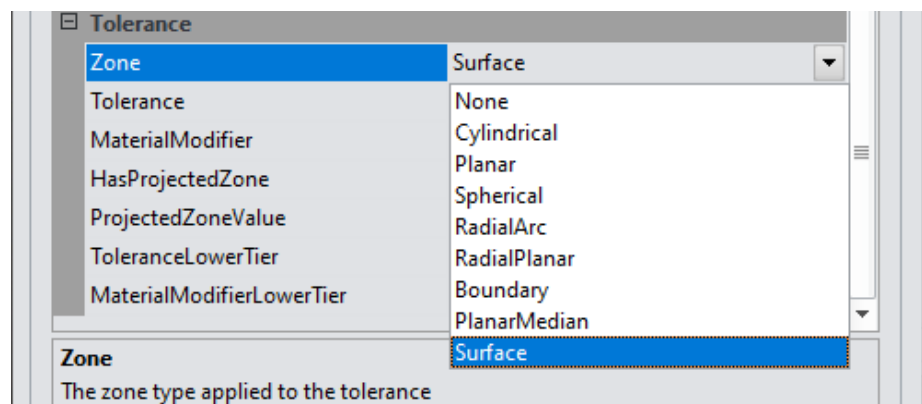 Tolerance
Zone Surface
Tolerance None
MaterialModifier Cylindrical
HasProjectedZone Planar
ProjectedZoneValue Spherical
ToleranceLowerTier RadialArc
MaterialModifierLowerTier RadialPlanar
Boundary
PlanarMedian
Surface
Zone
The zone type applied to the tolerance